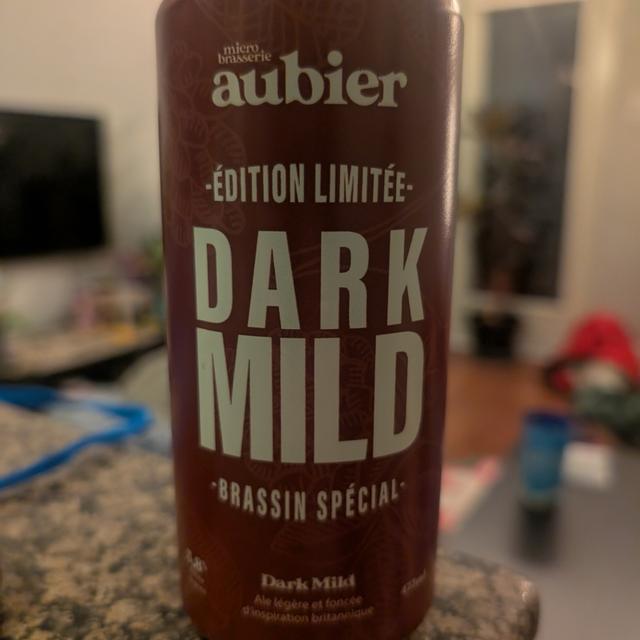 micro
brasserie
aubier
-ÉDITION LIMITÉE-
DARK
MILD
-BRASSIN SPÉCIAL-
Dark Mild
Ale légère et foncée
d'inspiration britannique